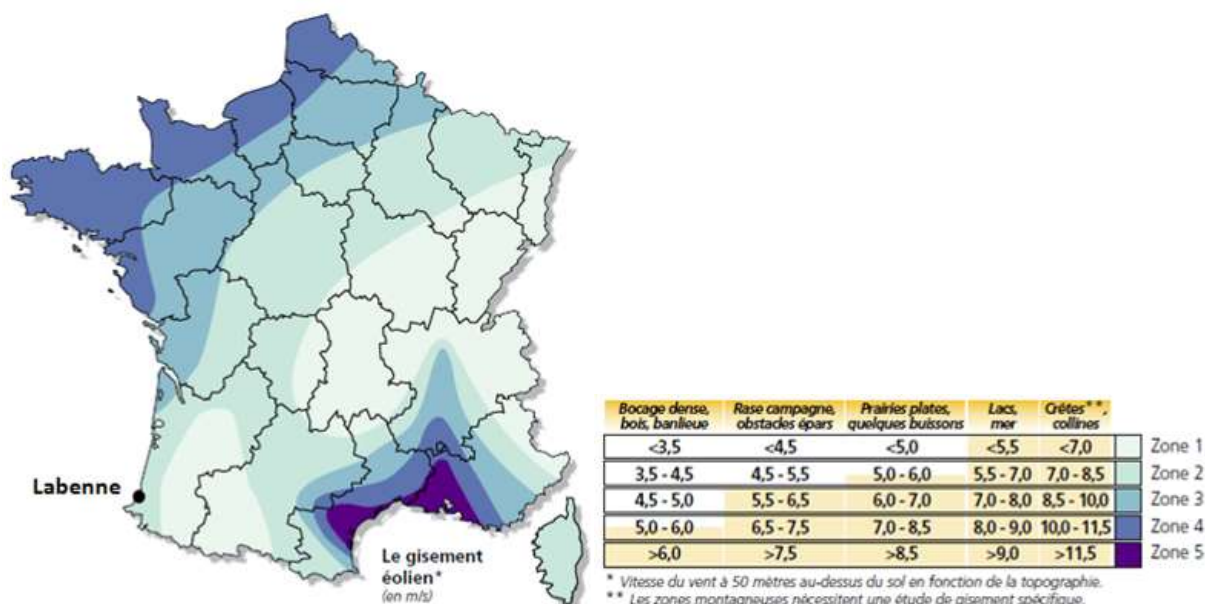 Labenne
Le gisement
éolien*
(en m/s)
Bocage dense, Rase campagne, Prairies plates, Lacs, Crêtes**,
bois, banlieue obstacles épars quelques buissons mer collines
<3,5 <4,5 <5,0 <5,5 <7,0 Zone 1
3,5 - 4,5 4,5 - 5,5 5,0 - 6,0 5,5 - 7,0 7,0 - 8,5 Zone 2
4,5 - 5,0 5,5 - 6,5 6,0 - 7,0 7,0 - 8,0 8,5 - 10,0 Zone 3
5,0 - 6,0 6,5 - 7,5 7,0 - 8,5 8,0 - 9,0 10,0 - 11,5 Zone 4
>6,0 >7,5 >8,5 >9,0 >11,5 Zone 5
* Vitesse du vent à 50 mètres au-dessus du sol en fonction de la topographie.
** Les zones montagneuses nécessitent une étude de gisement spécifique.